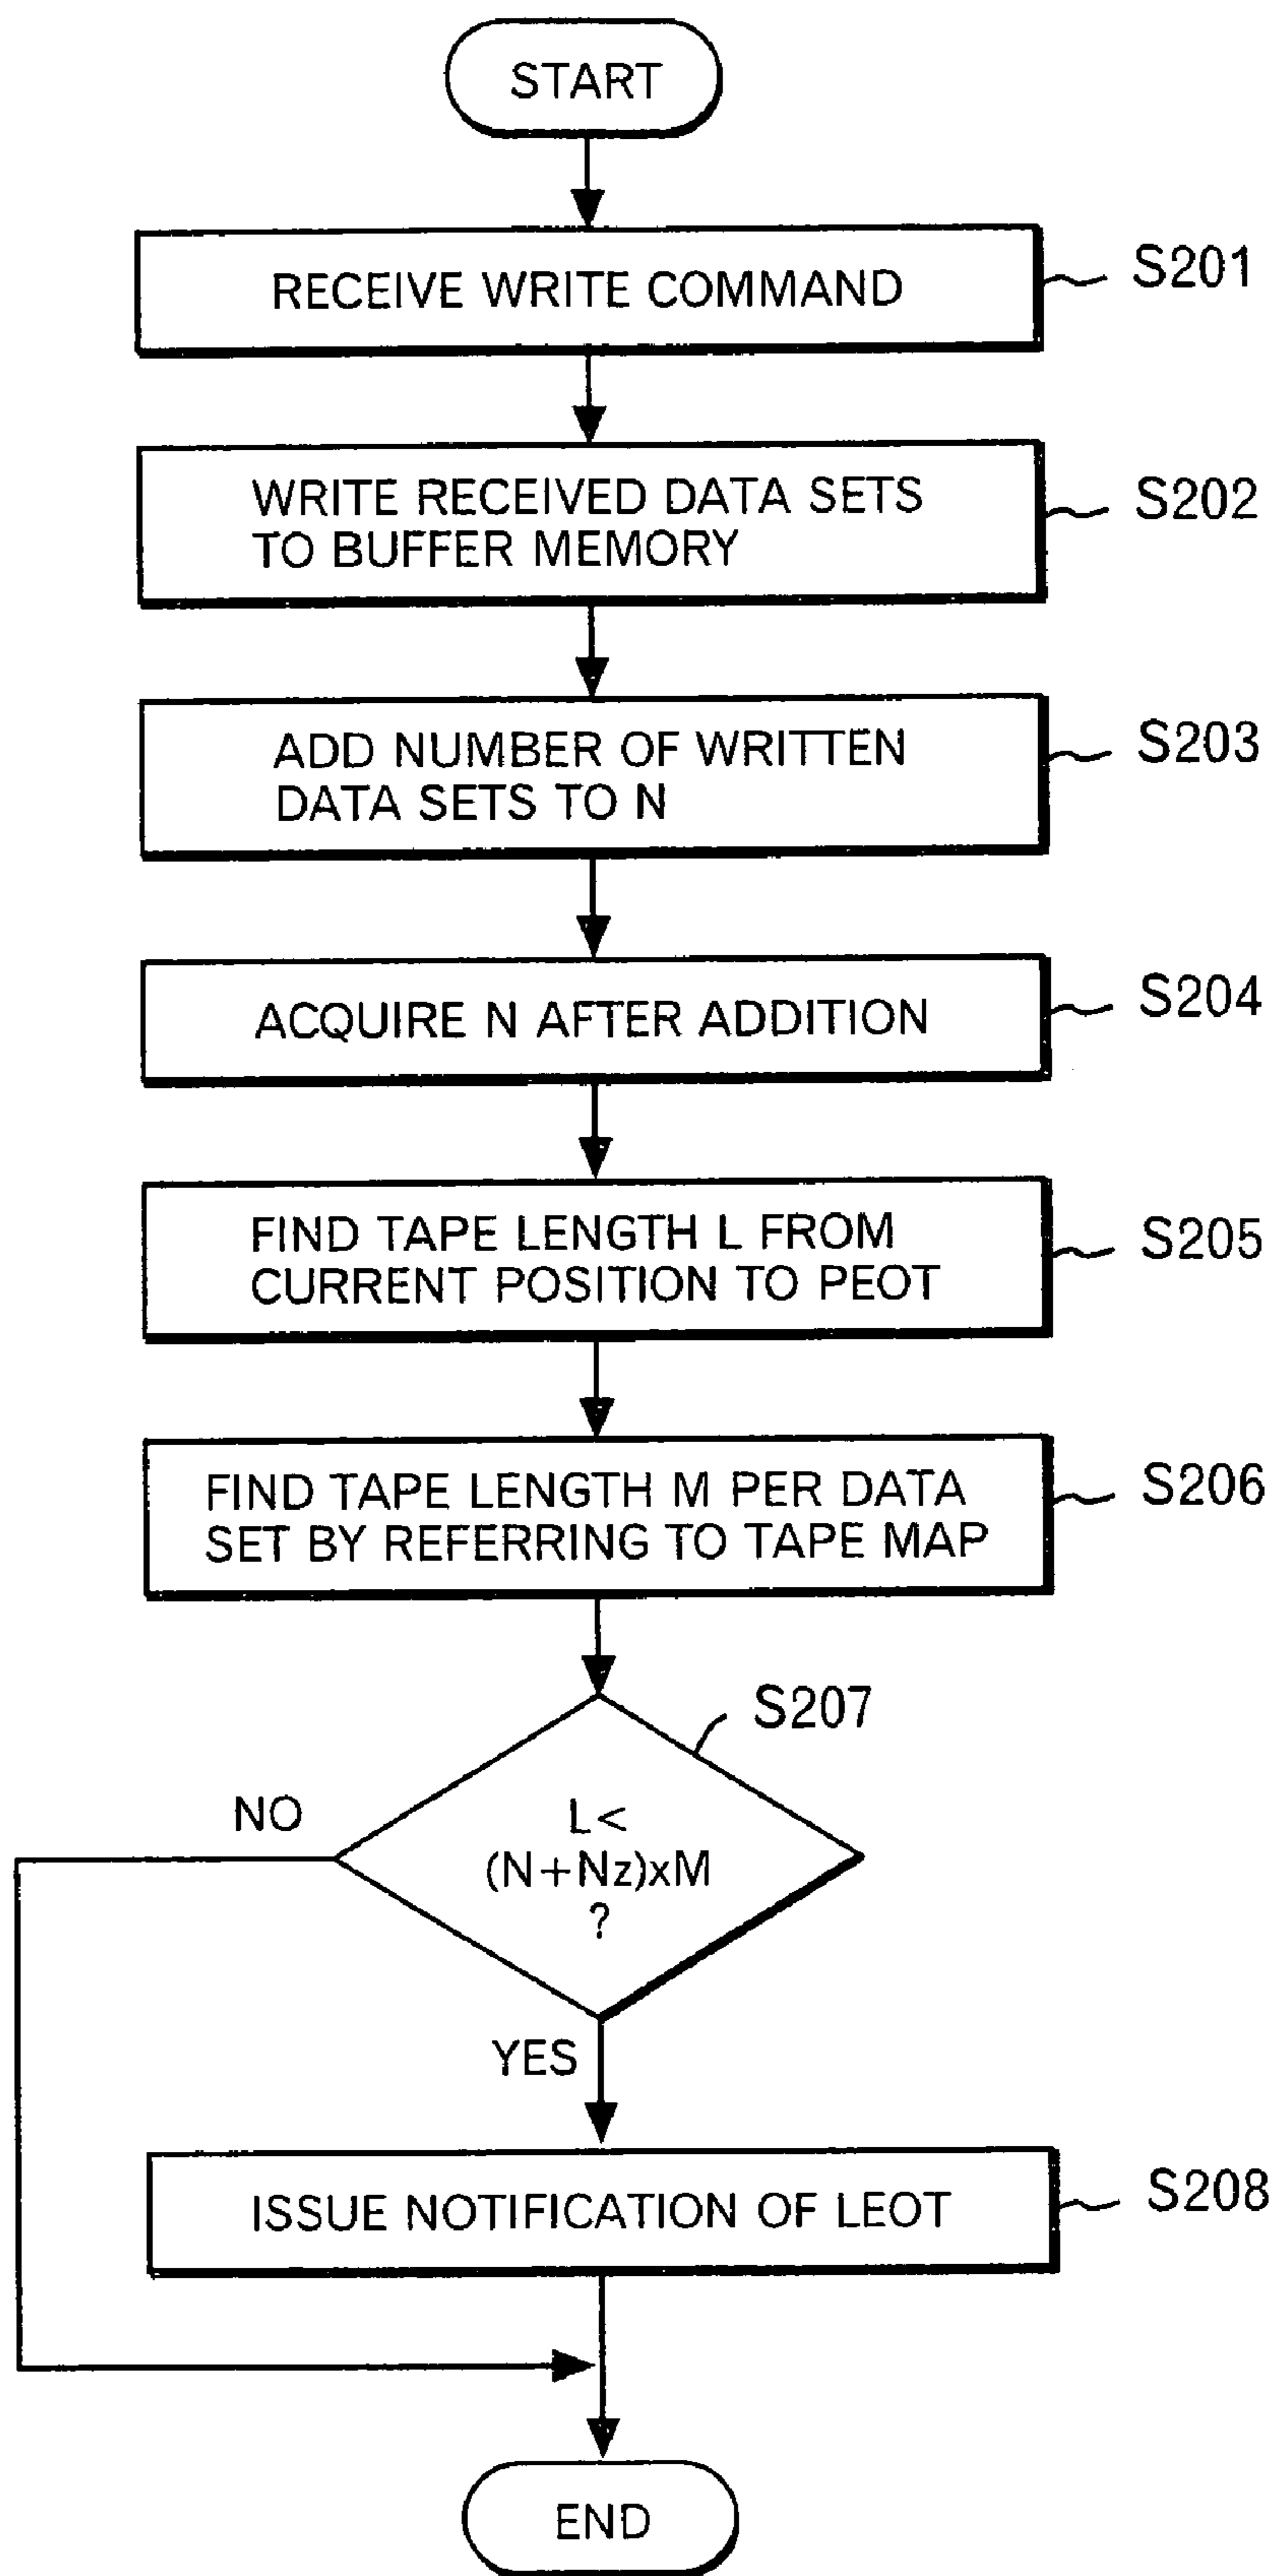 START
RECEIVE WRITE COMMAND
S201
WRITE RECEIVED DATA SETS
TO BUFFER MEMORY
S202
ADD NUMBER OF WRITTEN
DATA SETS TO N
S203
ACQUIRE N AFTER ADDITION
S204
FIND TAPE LENGTH L FROM
CURRENT POSITION TO PEOT
S205
FIND TAPE LENGTH M PER DATA
SET BY REFERRING TO TAPE MAP
S206
S207
NO
L<
(N+Nz)xM
?
YES
ISSUE NOTIFICATION OF LEOT
S208
END